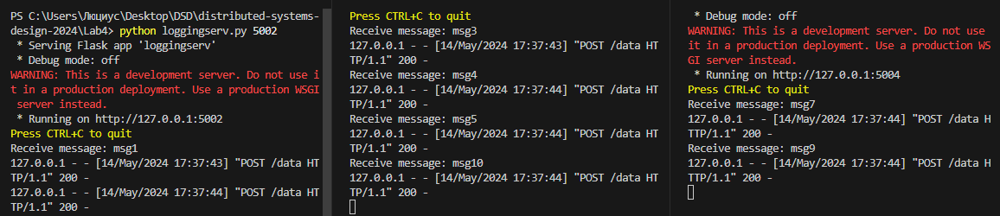 PS C:\Users\Люциус\Desktop\DSD\distributed-systems-
design-2024\Lab4> python loggingserv.py 5002
 * Serving Flask app 'loggingserv'
 * Debug mode: off
WARNING: This is a development server. Do not use i
t in a production deployment. Use a production WSGI
 server instead.
 * Running on http://127.0.0.1:5002
Press CTRL+C to quit
Receive message: msg1
127.0.0.1 - - [14/May/2024 17:37:43] "POST /data HT
TP/1.1" 200 -
127.0.0.1 - - [14/May/2024 17:37:44] "POST /data HT
TP/1.1" 200 -
Press CTRL+C to quit
Receive message: msg3
127.0.0.1 - - [14/May/2024 17:37:43] "POST /data HT
TP/1.1" 200 -
Receive message: msg4
127.0.0.1 - - [14/May/2024 17:37:44] "POST /data HT
TP/1.1" 200 -
Receive message: msg5
127.0.0.1 - - [14/May/2024 17:37:44] "POST /data HT
TP/1.1" 200 -
Receive message: msg10
127.0.0.1 - - [14/May/2024 17:37:44] "POST /data HT
TP/1.1" 200 -
 * Debug mode: off
WARNING: This is a development server. Do not use
it in a production deployment. Use a production WS
GI server instead.
 * Running on http://127.0.0.1:5004
Press CTRL+C to quit
Receive message: msg7
127.0.0.1 - - [14/May/2024 17:37:44] "POST /data H
TTP/1.1" 200 -
Receive message: msg9
127.0.0.1 - - [14/May/2024 17:37:44] "POST /data H
TTP/1.1" 200 -